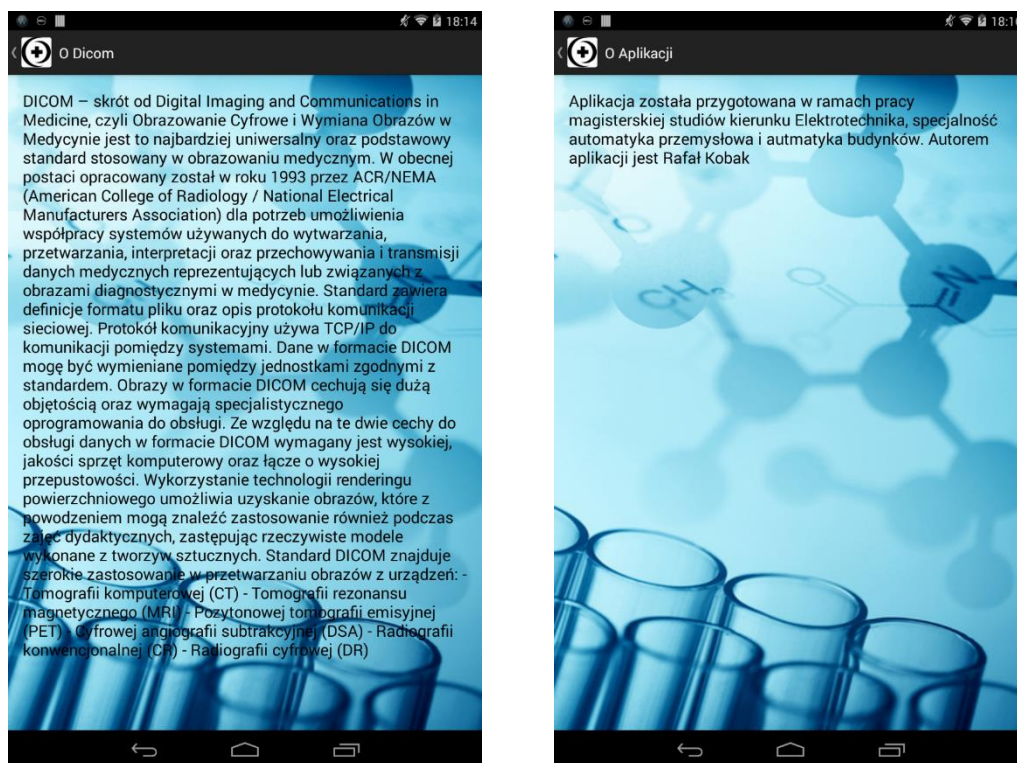 18:14
O Dicom
DICOM – skrót od Digital Imaging and Communications in
Medicine, czyli Obrazowanie Cyfrowe i Wymiana Obrazów w
Medycynie jest to najbardziej uniwersalny oraz podstawowy
standard stosowany w obrazowaniu medycznym. W obecnej
postaci opracowany został w roku 1993 przez ACR/NEMA
(American College of Radiology / National Electrical
Manufacturers Association) dla potrzeb umożliwienia
współpracy systemów używanych do wytwarzania,
przetwarzania, interpretacji oraz przechowywania i transmisji
danych medycznych reprezentujących lub związanych z
obrazami diagnostycznymi w medycynie. Standard zawiera
definicje formatu pliku oraz opis protokołu komunikacji
sieciowej. Protokół komunikacyjny używa TCP/IP do
komunikacji pomiędzy systemami. Dane w formacie DICOM
mogę być wymieniane pomiędzy jednostkami zgodnymi z
standardem. Obrazy w formacie DICOM cechują się dużą
objętością oraz wymagają specjalistycznego
oprogramowania do obsługi. Ze względu na te dwie cechy do
obsługi danych w formacie DICOM wymagany jest wysokiej,
jakości sprzęt komputerowy oraz łącze o wysokiej
przepustowości. Wykorzystanie technologii renderingu
powierzchniowego umożliwia uzyskanie obrazów, które z
powodzeniem mogą znaleźć zastosowanie również podczas
zajęć dydaktycznych, zastępując rzeczywiste modele
wykonane z tworzyw sztucznych. Standard DICOM znajduje
szerokie zastosowanie w przetwarzaniu obrazów z urządzeń: -
Tomografii komputerowej (CT) - Tomografii rezonansu
magnetycznego (MRI) - Pozytonowej tomografii emisyjnej
(PET) - Cyfrowej angiografii subtrakcyjnej (DSA) - Radiografii
konwencjonalnej (CR) - Radiografii cyfrowej (DR)
O Aplikacji
Aplikacja została przygotowana w ramach pracy
magisterskiej studiów kierunku Elektrotechnika, specjalność
automatyka przemysłowa i autmatyka budynków. Autorem
aplikacji jest Rafał Kobak
CH₂
N